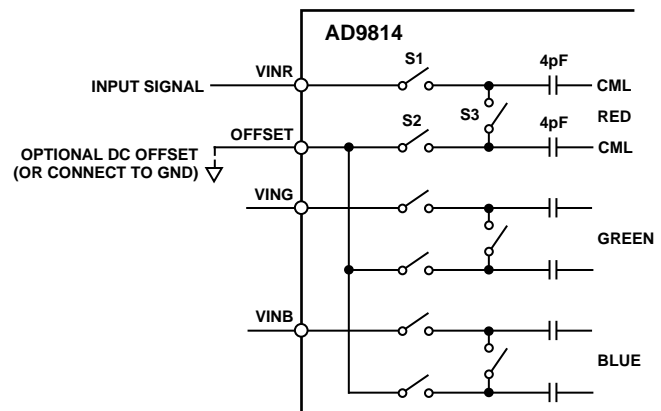 AD9814
S1
4pF
VINR
INPUT SIGNAL
CML
S3
RED
S2
4pF
OFFSET
CML
OPTIONAL DC OFFSET
(OR CONNECT TO GND)
VING
GREEN
VINB
BLUE